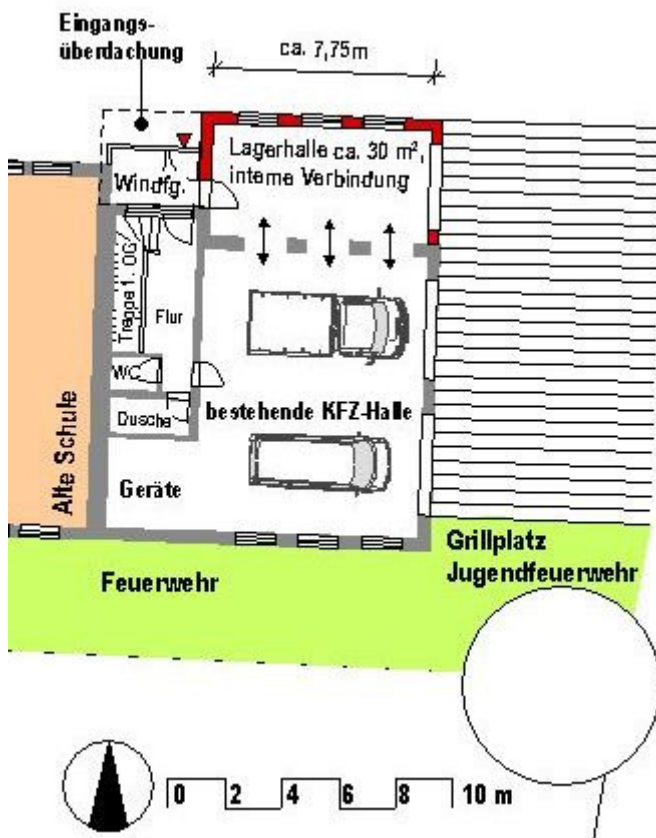 Eingangs-
überdachung
ca. 7,75m
Lagerhalle ca. 30 m²,
interne Verbindung
Windfg.
Treppe 1. OG
Flur
WC
Dusche
bestehende KFZ-Halle
Alte Schule
Geräte
Grillplatz
Jugendfeuerwehr
Feuerwehr
0 2 4 6 8 10 m